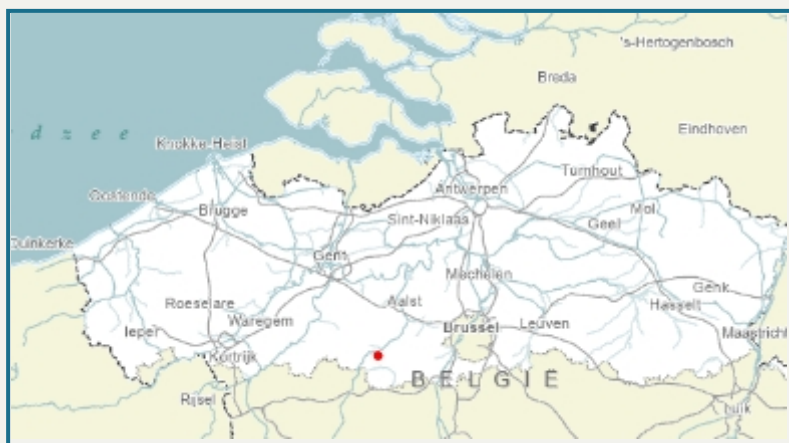 's-Hertogenbosch
Breda
dzee
Eindhoven
Knokke-Heist
Turnhout
Antwerpen
Oostende
Brugge
Mol
Sint-Niklaas
Geel
Duinkerke
Gent
Mechelen
Genk
Roeselare
Aalst
Hasselt
Waregem
Brussel
Leuven
Ieper
Maastricht
Kortrijk
BELGIË
Rijsel
Luik